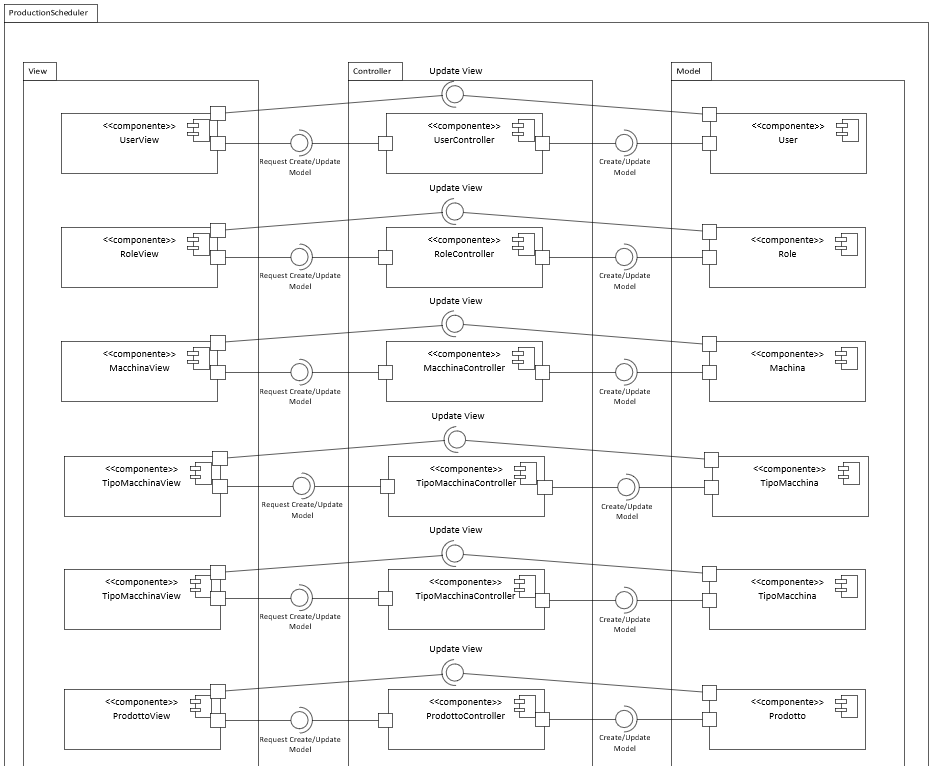 ProductionScheduler
View
Controller
Model
Update View
<<componente>>
UserView
Request Create/Update
Model
<<componente>>
UserController
Create/Update
Model
<<componente>>
User
Update View
<<componente>>
RoleView
Request Create/Update
Model
<<componente>>
RoleController
Create/Update
Model
<<componente>>
Role
Update View
<<componente>>
MacchinaView
Request Create/Update
Model
<<componente>>
MacchinaController
Create/Update
Model
<<componente>>
Machina
Update View
<<componente>>
TipoMacchinaView
Request Create/Update
Model
<<componente>>
TipoMacchinaController
Create/Update
Model
<<componente>>
TipoMacchina
Update View
<<componente>>
TipoMacchinaView
Request Create/Update
Model
<<componente>>
TipoMacchinaController
Create/Update
Model
<<componente>>
TipoMacchina
Update View
<<componente>>
ProdottoView
Request Create/Update
Model
<<componente>>
ProdottoController
Create/Update
Model
<<componente>>
Prodotto